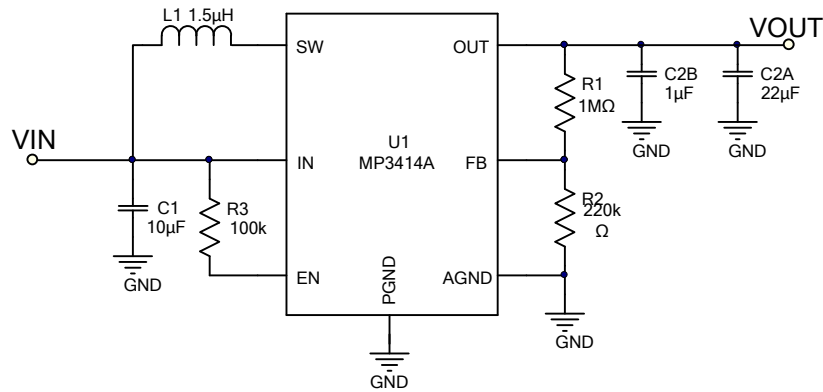 L1 1.5µH
VOUT
SW
OUT
C2B
1µF
C2A
22µF
R1
1MΩ
GND
GND
U1
MP3414A
VIN
IN
FB
C1
10µF
R3
100k
R2
220k
Ω
GND
EN
PGND
AGND
GND
GND